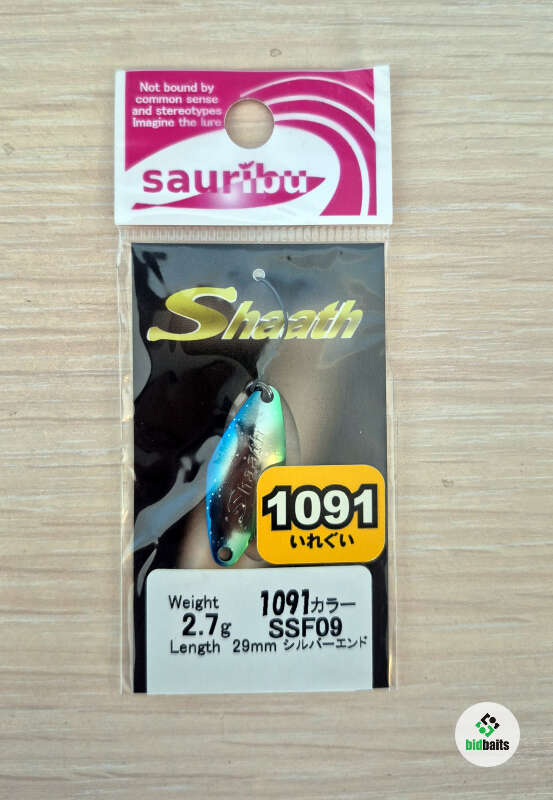 Not bound by
common sense
and stereotypes
Imagine the lure
sauribu
Shaath
Shaath
1091
いれぐい
Weight 1091カラー
2.7g SSF09
Length 29mm シルバーエンド
bidbaits